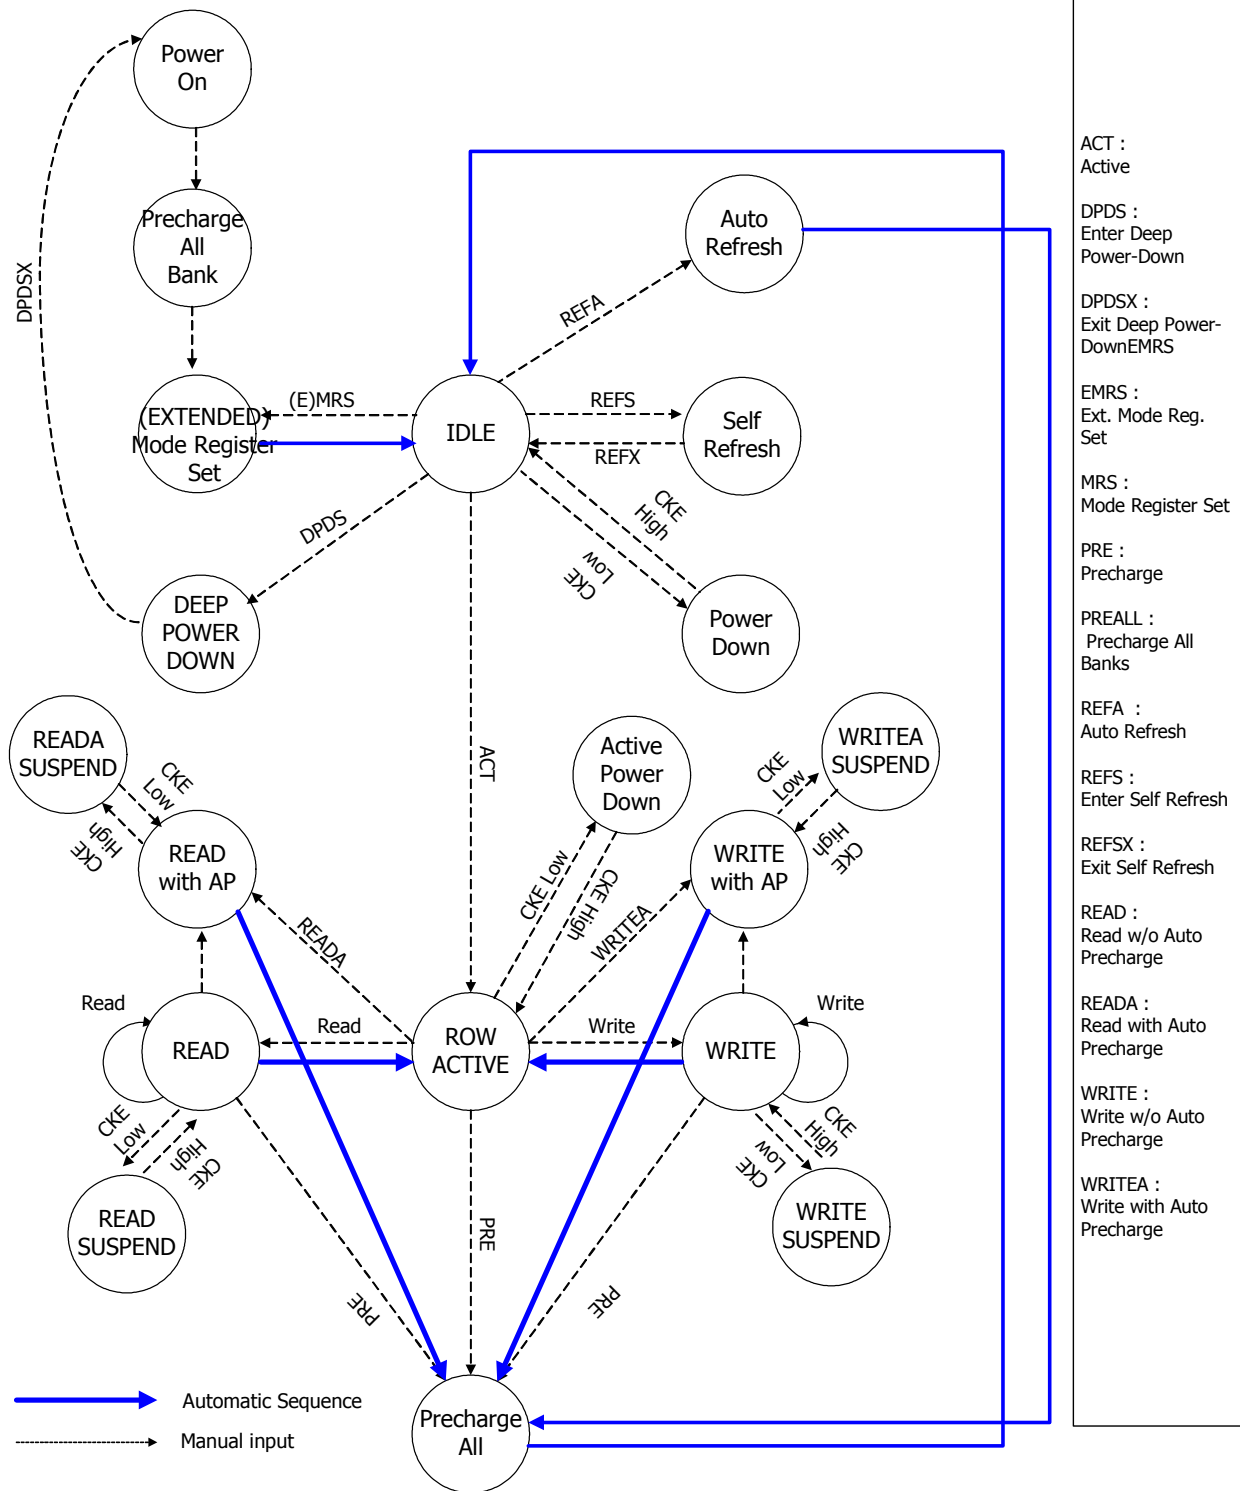 Power
On
Precharge
All
Bank
DPDSX
(EXTENDED)
Mode Register
Set
(E)MRS
IDLE
REFA
Auto
Refresh
REFS
REFX
Self
Refresh
CKE
High
CKE
Low
Power
Down
DPDS
DEEP
POWER
DOWN
ACT
READA
SUSPEND
CKE
Low
CKE
High
READ
with AP
READA
Active
Power
Down
CKE Low
CKE High
WRITEA
SUSPEND
CKE
Low
CKE
High
WRITE
with AP
WRITEA
Read
READ
Read
ROW
ACTIVE
Write
WRITE
Write
CKE
Low
CKE
High
READ
SUSPEND
CKE
High
CKE
Low
WRITE
SUSPEND
PRE
PRE
PRE
Precharge
All
Automatic Sequence
Manual input
ACT :
Active
DPDS :
Enter Deep
Power-Down
DPDSX :
Exit Deep Power-
DownEMRS
EMRS :
Ext. Mode Reg.
Set
MRS :
Mode Register Set
PRE :
Precharge
PREALL :
Precharge All
Banks
REFA :
Auto Refresh
REFS :
Enter Self Refresh
REFSX :
Exit Self Refresh
READ :
Read w/o Auto
Precharge
READA :
Read with Auto
Precharge
WRITE :
Write w/o Auto
Precharge
WRITEA :
Write with Auto
Precharge